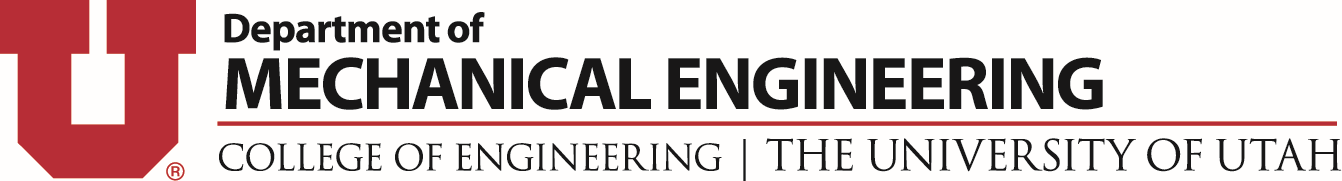 U
®
Department of
MECHANICAL ENGINEERING
COLLEGE OF ENGINEERING | THE UNIVERSITY OF UTAH